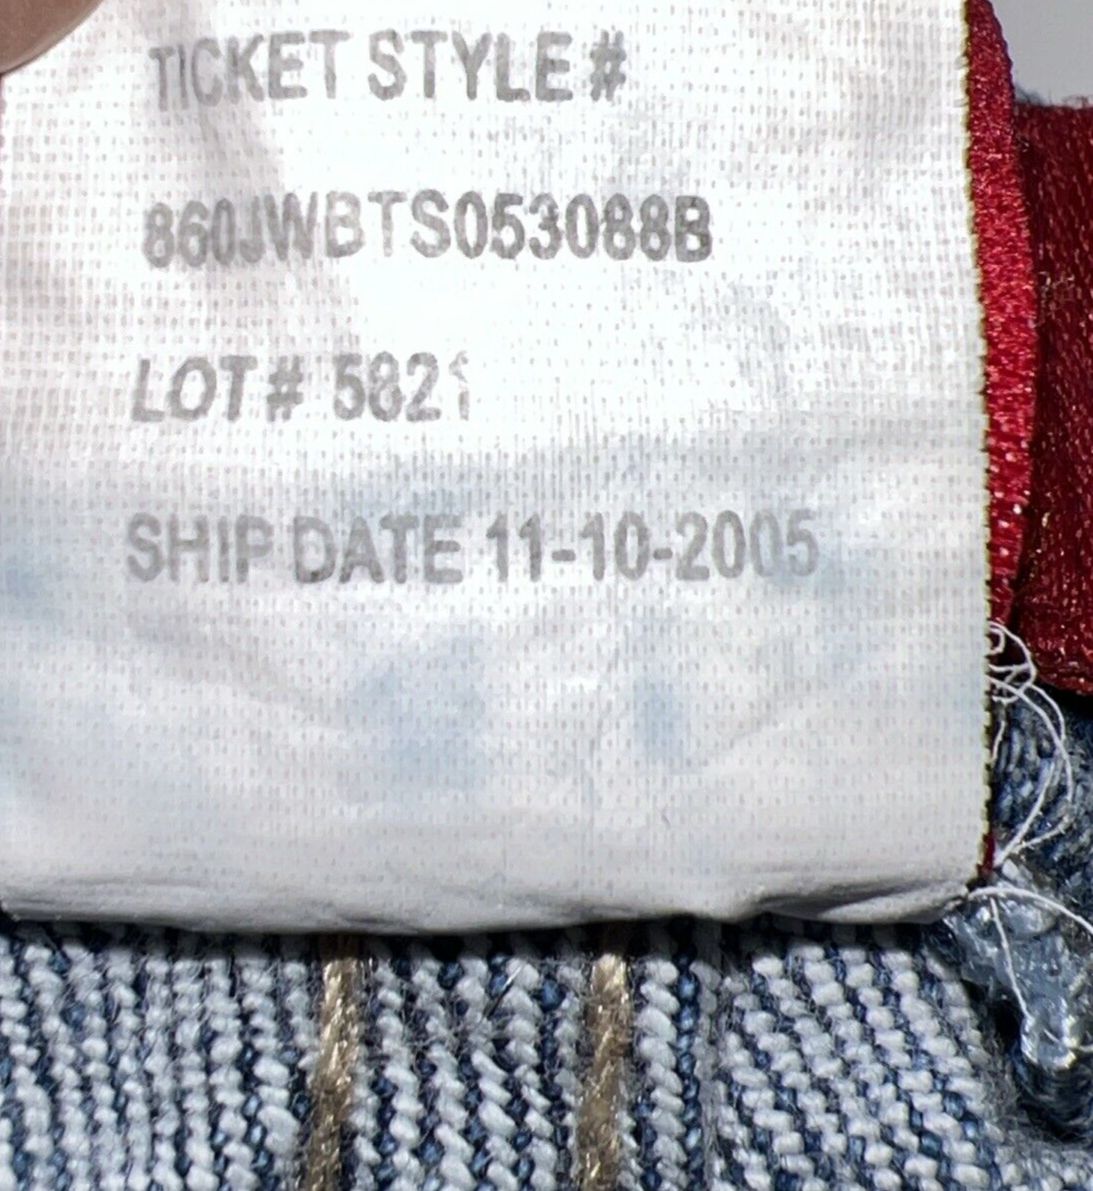 TICKET STYLE #
860JWBTS053088B
LOT # 5821
SHIP DATE 11-10-2005